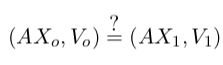 (AX_o, V_o) \stackrel{?}{=} (AX_1, V_1)